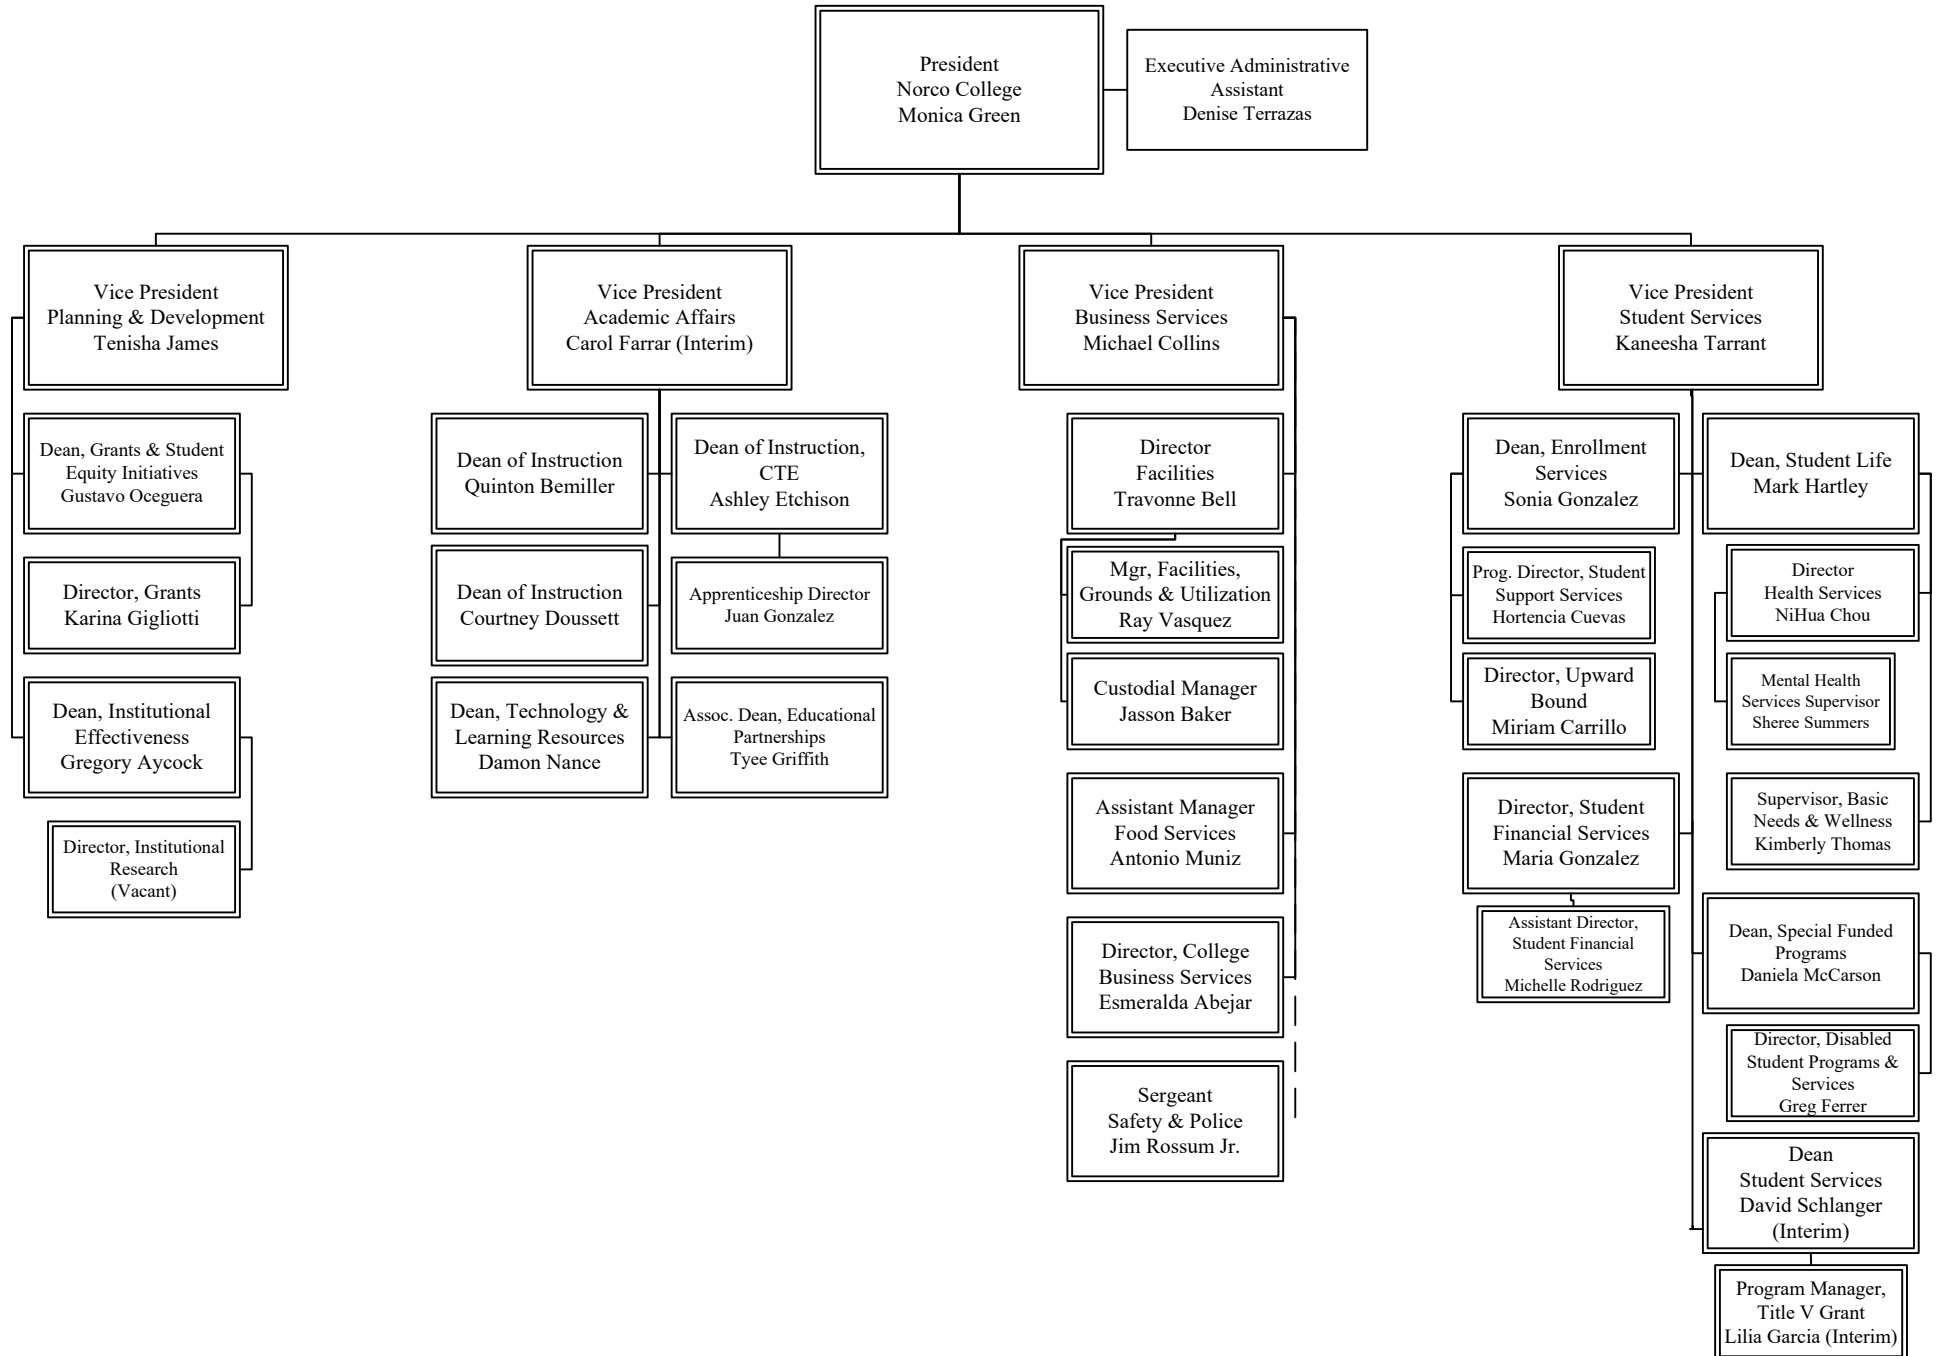 President
Norco College
Monica Green
Executive Administrative
Assistant
Denise Terrazas
Vice President
Planning & Development
Tenisha James
Dean, Grants & Student
Equity Initiatives
Gustavo Oceguera
Director, Grants
Karina Gigliotti
Dean, Institutional
Effectiveness
Gregory Aycock
Director, Institutional
Research
(Vacant)
Vice President
Academic Affairs
Carol Farrar (Interim)
Dean of Instruction
Quinton Bemiller
Dean of Instruction,
CTE
Ashley Etchison
Dean of Instruction
Courtney Doussett
Apprenticeship Director
Juan Gonzalez
Dean, Technology &
Learning Resources
Damon Nance
Assoc. Dean, Educational
Partnerships
Tyee Griffith
Vice President
Business Services
Michael Collins
Director
Facilities
Travonne Bell
Mgr, Facilities,
Grounds & Utilization
Ray Vasquez
Custodial Manager
Jasson Baker
Assistant Manager
Food Services
Antonio Muniz
Director, College
Business Services
Esmeralda Abejar
Sergeant
Safety & Police
Jim Rossum Jr.
Vice President
Student Services
Kaneesha Tarrant
Dean, Enrollment
Services
Sonia Gonzalez
Prog. Director, Student
Support Services
Hortencia Cuevas
Director, Upward
Bound
Miriam Carrillo
Director, Student
Financial Services
Maria Gonzalez
Assistant Director,
Student Financial
Services
Michelle Rodriguez
Dean, Student Life
Mark Hartley
Director
Health Services
NiHua Chou
Mental Health
Services Supervisor
Sheree Summers
Supervisor, Basic
Needs & Wellness
Kimberly Thomas
Dean, Special Funded
Programs
Daniela McCarson
Director, Disabled
Student Programs &
Services
Greg Ferrer
Dean
Student Services
David Schlanger
(Interim)
Program Manager,
Title V Grant
Lilia Garcia (Interim)